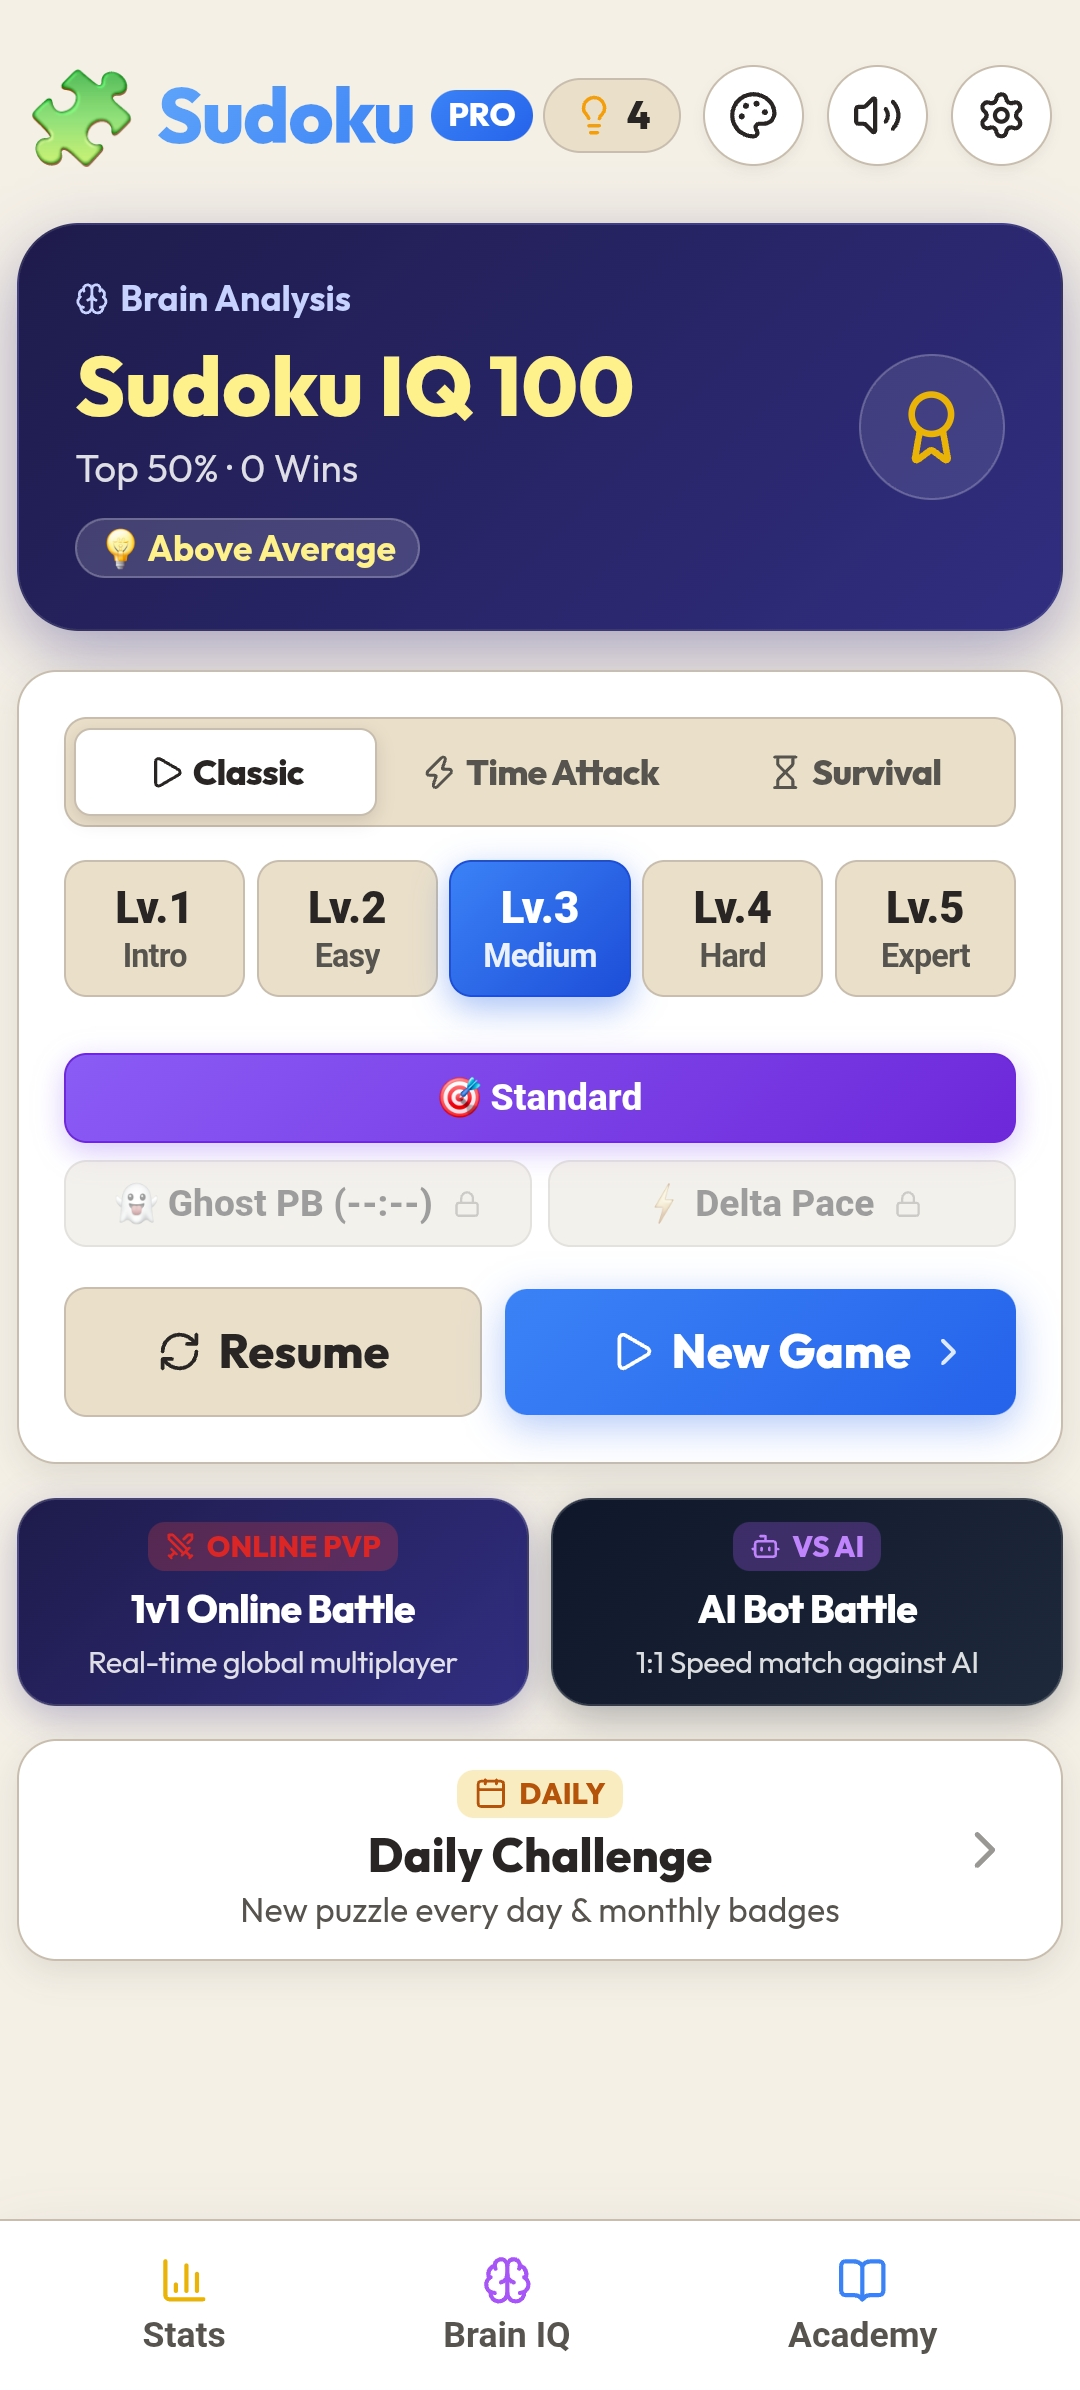 Sudoku PRO 4
Brain Analysis
Sudoku IQ 100
Top 50% · 0 Wins
Above Average
Classic Time Attack Survival
Lv.1 Lv.2 Lv.3 Lv.4 Lv.5
Intro Easy Medium Hard Expert
Standard
Ghost PB (--:--) Delta Pace
Resume New Game
ONLINE PVP
1v1 Online Battle
Real-time global multiplayer
VS AI
AI Bot Battle
1:1 Speed match against AI
DAILY
Daily Challenge
New puzzle every day & monthly badges
Stats Brain IQ Academy